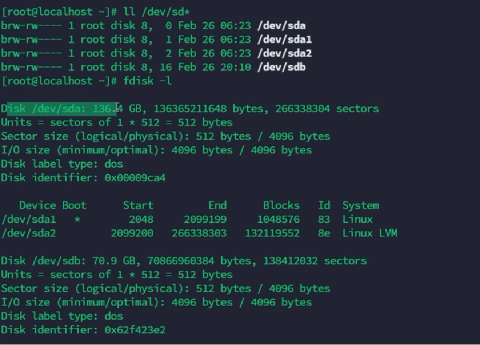 [root@localhost ~]# ll /dev/sd*
brw-rw---- 1 root disk 8,  0 Feb 26 06:23 /dev/sda
brw-rw---- 1 root disk 8,  1 Feb 26 06:23 /dev/sda1
brw-rw---- 1 root disk 8,  2 Feb 26 06:23 /dev/sda2
brw-rw---- 1 root disk 8, 16 Feb 26 20:10 /dev/sdb
[root@localhost ~]# fdisk -l
Disk /dev/sda: 136.4 GB, 136365211648 bytes, 266338304 sectors
Units = sectors of 1 * 512 = 512 bytes
Sector size (logical/physical): 512 bytes / 4096 bytes
I/O size (minimum/optimal): 4096 bytes / 4096 bytes
Disk label type: dos
Disk identifier: 0x00009ca4
Device Boot      Start         End      Blocks   Id  System
/dev/sda1   *        2048     2099199     1048576   83  Linux
/dev/sda2         2099200   266338303   132119552   8e  Linux LVM
Disk /dev/sdb: 70.9 GB, 70866960384 bytes, 138412032 sectors
Units = sectors of 1 * 512 = 512 bytes
Sector size (logical/physical): 512 bytes / 4096 bytes
I/O size (minimum/optimal): 4096 bytes / 4096 bytes
Disk label type: dos
Disk identifier: 0x62f423e2